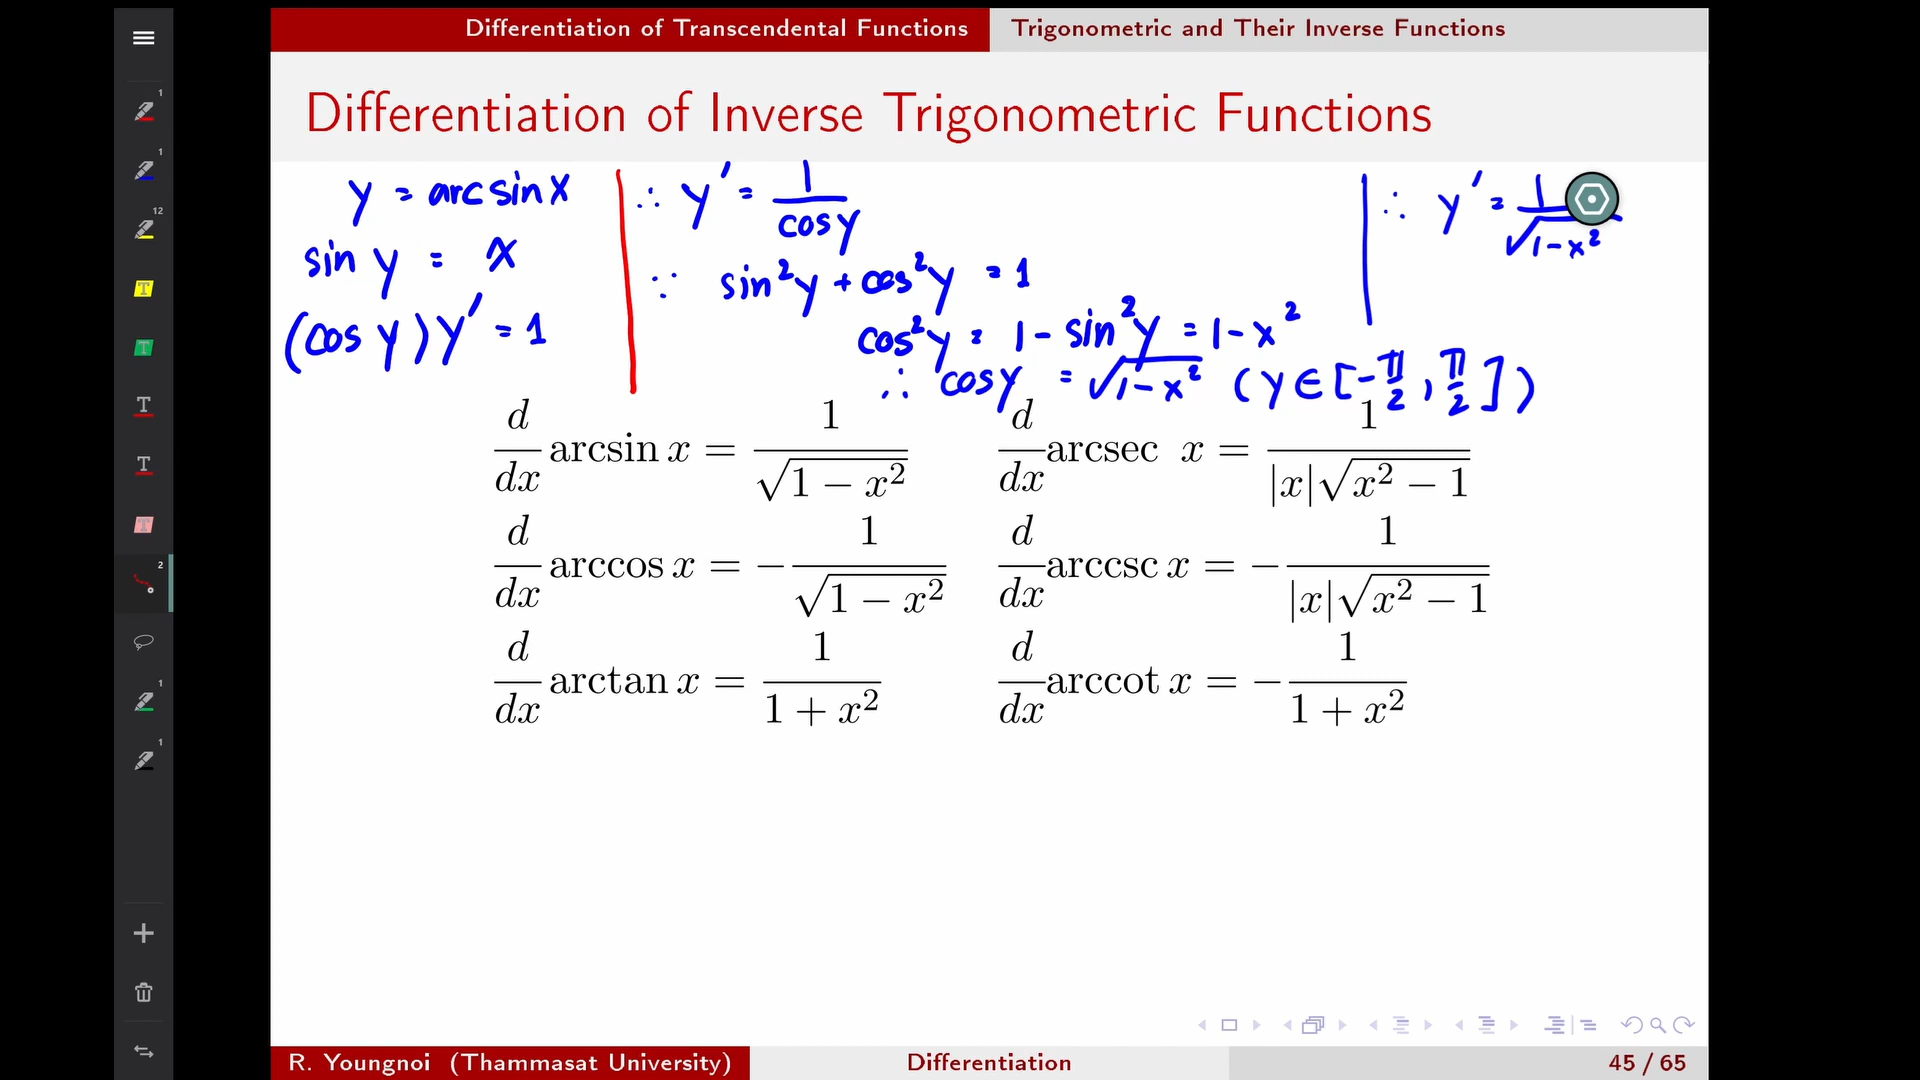 Differentiation of Transcendental Functions Trigonometric and Their Inverse Functions
Differentiation of Inverse Trigonometric Functions
y = arcsin x
sin y = x
(cos y) y' = 1
∴ y' = 1/cos y
∵ sin²y + cos²y = 1
cos²y = 1 - sin²y = 1 - x²
∴ cos y = √(1-x²) (y ∈ [-π/2, π/2])
∴ y' = 1/√(1-x²)
d/dx arcsin x = 1/√(1 − x²)
d/dx arcsec x = 1/(|x|√(x² − 1))
d/dx arccos x = −1/√(1 − x²)
d/dx arccsc x = −1/(|x|√(x² − 1))
d/dx arctan x = 1/(1 + x²)
d/dx arccot x = −1/(1 + x²)
R. Youngnoi (Thammasat University) Differentiation 45 / 65